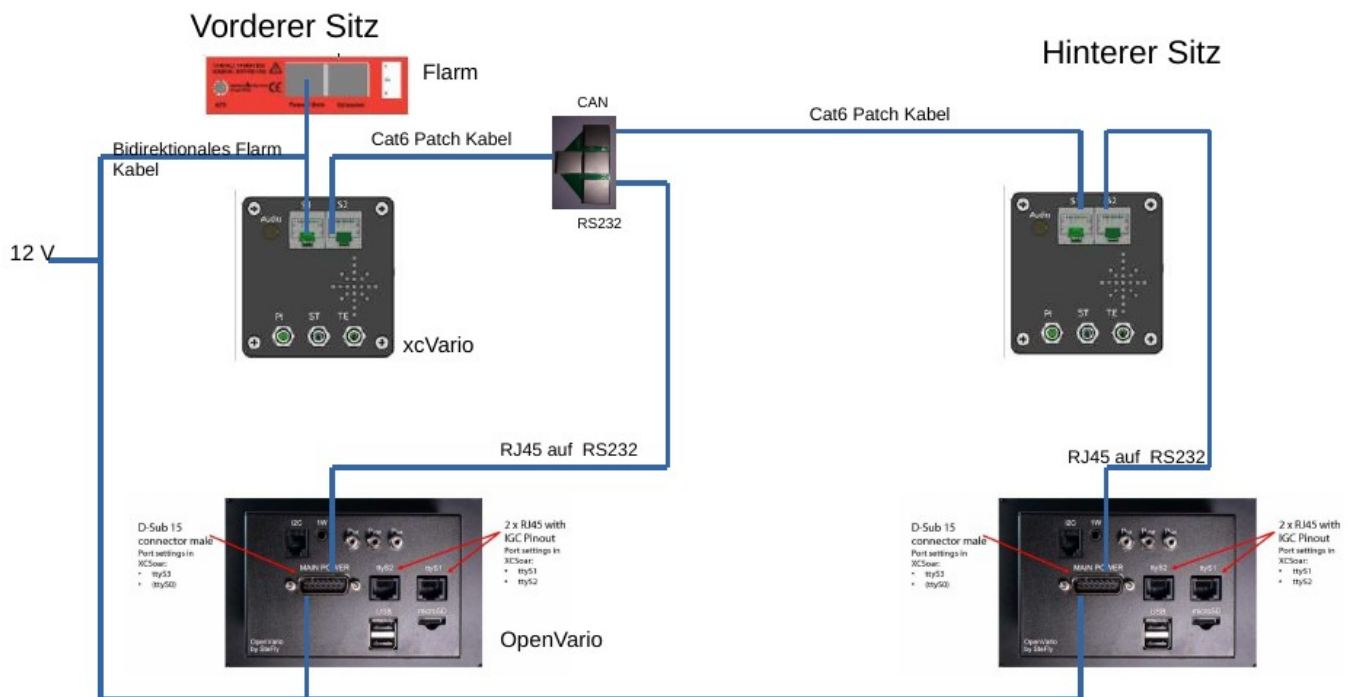 Vorderer Sitz
Hinterer Sitz
Flarm
CAN
Cat6 Patch Kabel
Cat6 Patch Kabel
Bidirektionales Flarm
Kabel
RS232
12 V
S1
S2
Audio
PI
ST
TE
xcVario
S1
S2
Audio
PI
ST
TE
RJ45 auf RS232
RJ45 auf RS232
D-Sub 15
connector male
Port settings in
XCSoar:
• ttyS3
• (ttyS0)
I2C
1W
MAIN POWER
ttyS2
ttyS1
USB
microSD
OpenVario
by SteFly
2 x RJ45 with
IGC Pinout
Port settings in
XCSoar:
• ttyS1
• ttyS2
OpenVario
D-Sub 15
connector male
Port settings in
XCSoar:
• ttyS3
• (ttyS0)
I2C
1W
MAIN POWER
ttyS2
ttyS1
USB
microSD
OpenVario
by SteFly
2 x RJ45 with
IGC Pinout
Port settings in
XCSoar:
• ttyS1
• ttyS2